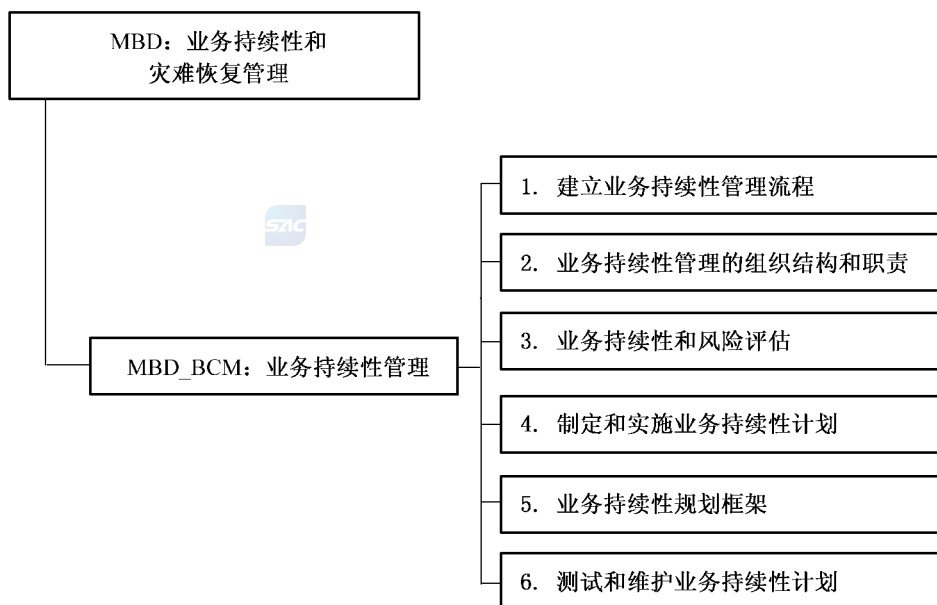 MBD：业务持续性和
灾难恢复管理
SAC
1. 建立业务持续性管理流程
2. 业务持续性管理的组织结构和职责
3. 业务持续性和风险评估
MBD_BCM：业务持续性管理
4. 制定和实施业务持续性计划
5. 业务持续性规划框架
6. 测试和维护业务持续性计划